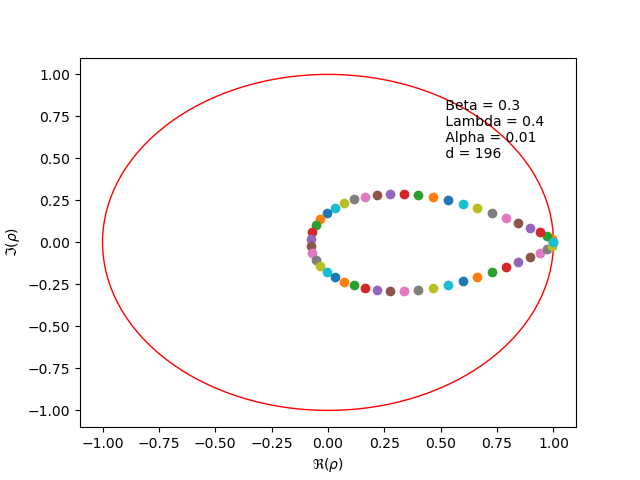 1.00
0.75
0.50
0.25
0.00
−0.25
−0.50
−0.75
−1.00
ℑ(ρ)
Beta = 0.3
Lambda = 0.4
Alpha = 0.01
d = 196
−1.00 −0.75 −0.50 −0.25 0.00 0.25 0.50 0.75 1.00
ℜ(ρ)